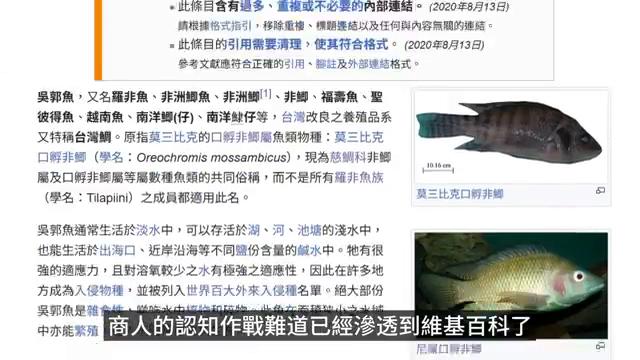 此條目含有過多、重複或不必要的內部連結。 (2020年8月13日)
請根據格式指引,移除重複、標題連結以及任何與內容無關的連結。
此條目的引用需要清理,使其符合格式。 (2020年8月13日)
參考文獻應符合正確的引用、腳註及外部連結格式。
吳郭魚,又名羅非魚、非洲鯽魚、非洲鯽[1]、非鯽、福壽魚、聖
彼得魚、越南魚、南洋鯽(仔)、南洋鯽仔等,台灣改良之養殖品系
又特稱台灣鯛。原指莫三比克的口孵非鯽屬魚類物種:莫三比克
口孵非鯽(學名:Oreochromis mossambicus),現為慈鯛科非鯽
屬及口孵非鯽屬等屬數種魚類的共同俗稱,而不是所有羅非魚族
(學名:Tilapiini)之成員都適用此名。
10.16 cm
莫三比克口孵非鯽
吳郭魚通常生活於淡水中,可以存活於湖、河、池塘的淺水中,
也能生活於出海口、近岸沿海等不同鹽份含量的鹹水中。牠有很
強的適應力,且對溶氧較少之水有極強之適應性,因此在許多地
方成為入侵物種,並被列入世界百大外來入侵種名單。絕大部份
吳郭魚是雜食性,
中亦能繁殖
商人的認知作戰難道已經滲透到維基百科了
尼羅口孵非鯽